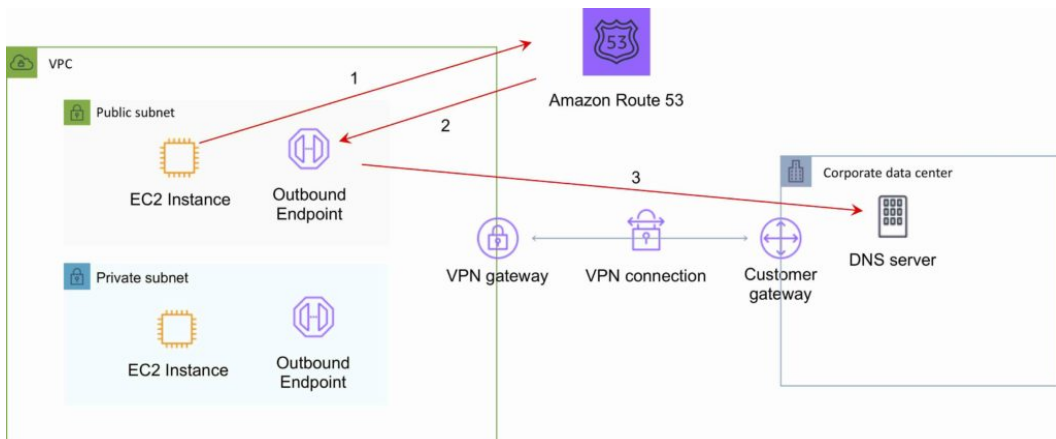 53
Amazon Route 53
VPC
1
2
Public subnet
EC2 Instance
Outbound
Endpoint
3
Corporate data center
DNS server
VPN gateway
VPN connection
Customer
gateway
Private subnet
EC2 Instance
Outbound
Endpoint